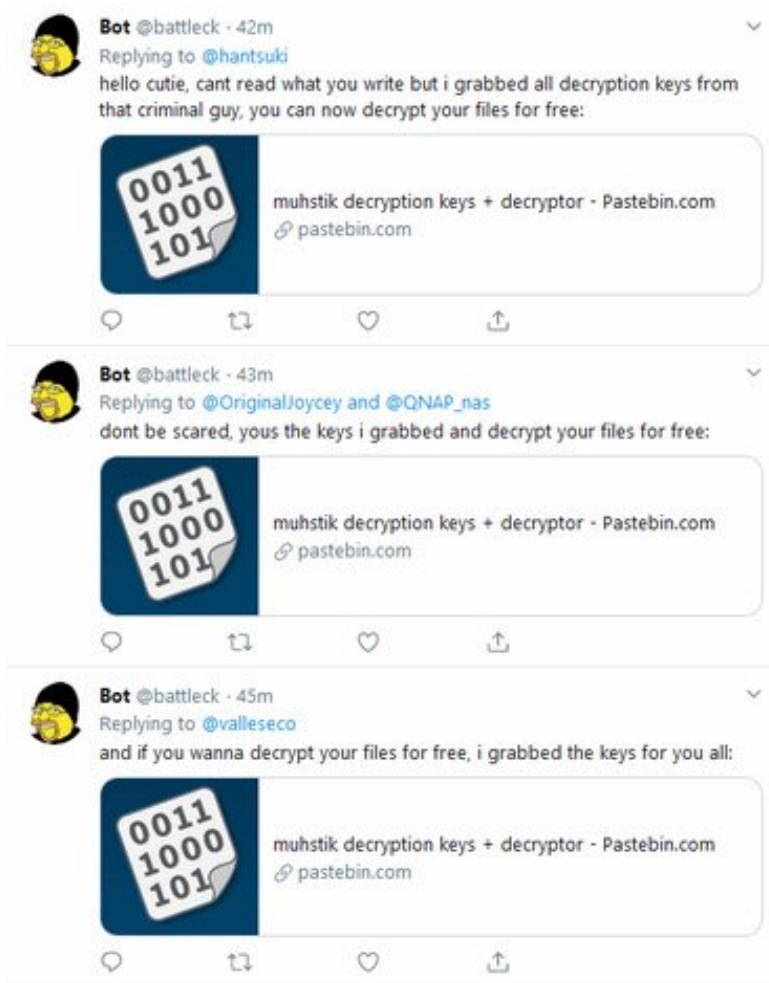 Bot @battleck · 42m
Replying to @hantsuki
hello cutie, cant read what you write but i grabbed all decryption keys from
that criminal guy, you can now decrypt your files for free:
0011
1000
101
muhstik decryption keys + decryptor - Pastebin.com
pastebin.com
Bot @battleck · 43m
Replying to @OriginalJoycey and @QNAP_nas
dont be scared, yous the keys i grabbed and decrypt your files for free:
0011
1000
101
muhstik decryption keys + decryptor - Pastebin.com
pastebin.com
Bot @battleck · 45m
Replying to @valleseco
and if you wanna decrypt your files for free, i grabbed the keys for you all:
0011
1000
101
muhstik decryption keys + decryptor - Pastebin.com
pastebin.com